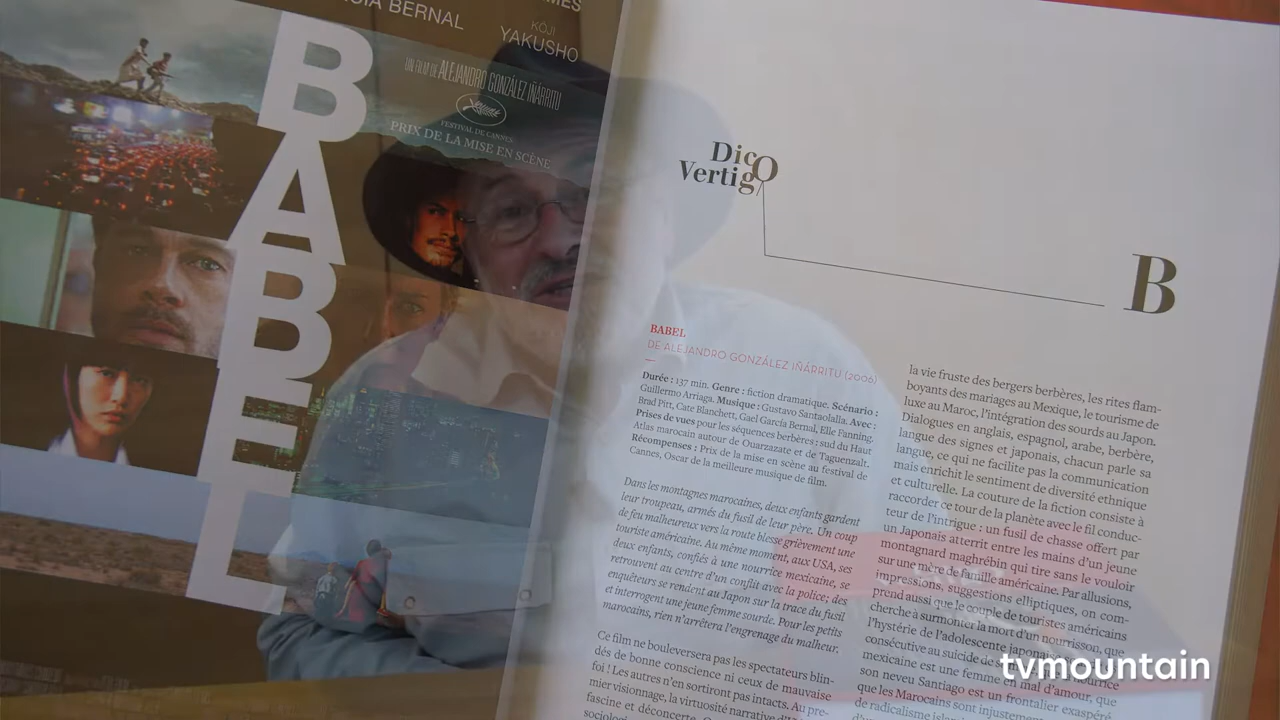 GARCÍA BERNAL
KŌJI
YAKUSHO
UN FILM DE ALEJANDRO GONZÁLEZ IÑÁRRITU
FESTIVAL DE CANNES
PRIX DE LA MISE EN SCÈNE
BABEL
Dico
Vertigo
B
BABEL
DE ALEJANDRO GONZÁLEZ IÑÁRRITU (2006)
Durée : 137 min. Genre : fiction dramatique. Scénario :
Guillermo Arriaga. Musique : Gustavo Santaolalla. Avec :
Brad Pitt, Cate Blanchett, Gael García Bernal, Elle Fanning.
Prises de vues pour les séquences berbères : sud du Haut
Atlas marocain autour de Ouarzazate et de Taguenzalt.
Récompenses : Prix de la mise en scène au festival de
Cannes, Oscar de la meilleure musique de film.
Dans les montagnes marocaines, deux enfants gardent
leur troupeau, armés du fusil de leur père. Un coup
de feu malheureux vers la route blesse grièvement une
touriste américaine. Au même moment, aux USA, ses
deux enfants, confiés à une nourrice mexicaine, se
retrouvent au centre d'un conflit avec la police ; des
enquêteurs se rendent au Japon sur la trace du fusil
et interrogent une jeune femme sourde. Pour les petits
marocains, rien n'arrêtera l'engrenage du malheur.
Ce film ne bouleversera pas les spectateurs blin-
dés de bonne conscience ni ceux de mauvaise
foi ! Les autres n'en sortiront pas intacts. Au pre-
mier visionnage, la virtuosité narrative
fascine et déconcerte.
la vie fruste des bergers berbères, les rites flam-
boyants des mariages au Mexique, le tourisme de
luxe au Maroc, l'intégration des sourds au Japon.
Dialogues en anglais, espagnol, arabe, berbère,
langue des signes et japonais, chacun parle sa
langue, ce qui ne facilite pas la communication
mais enrichit le sentiment de diversité ethnique
et culturelle. La couture de la fiction consiste à
raccorder ce tour de la planète avec le fil conduc-
teur de l'intrigue : un fusil de chasse offert par
un Japonais atterrit entre les mains d'un jeune
montagnard maghrébin qui tire sans le vouloir
sur une mère de famille américaine. Par allusions,
impressions, suggestions elliptiques, on com-
prend aussi que le couple de touristes américains
cherche à surmonter la mort d'un nourrisson, que
l'hystérie de l'adolescente japonaise
consécutive au suicide de nourrice
mexicaine est une femme en mal d'amour, que
son neveu Santiago est un frontalier exaspéré
que les Marocains sont injustement
de radicalisme
tvmountain